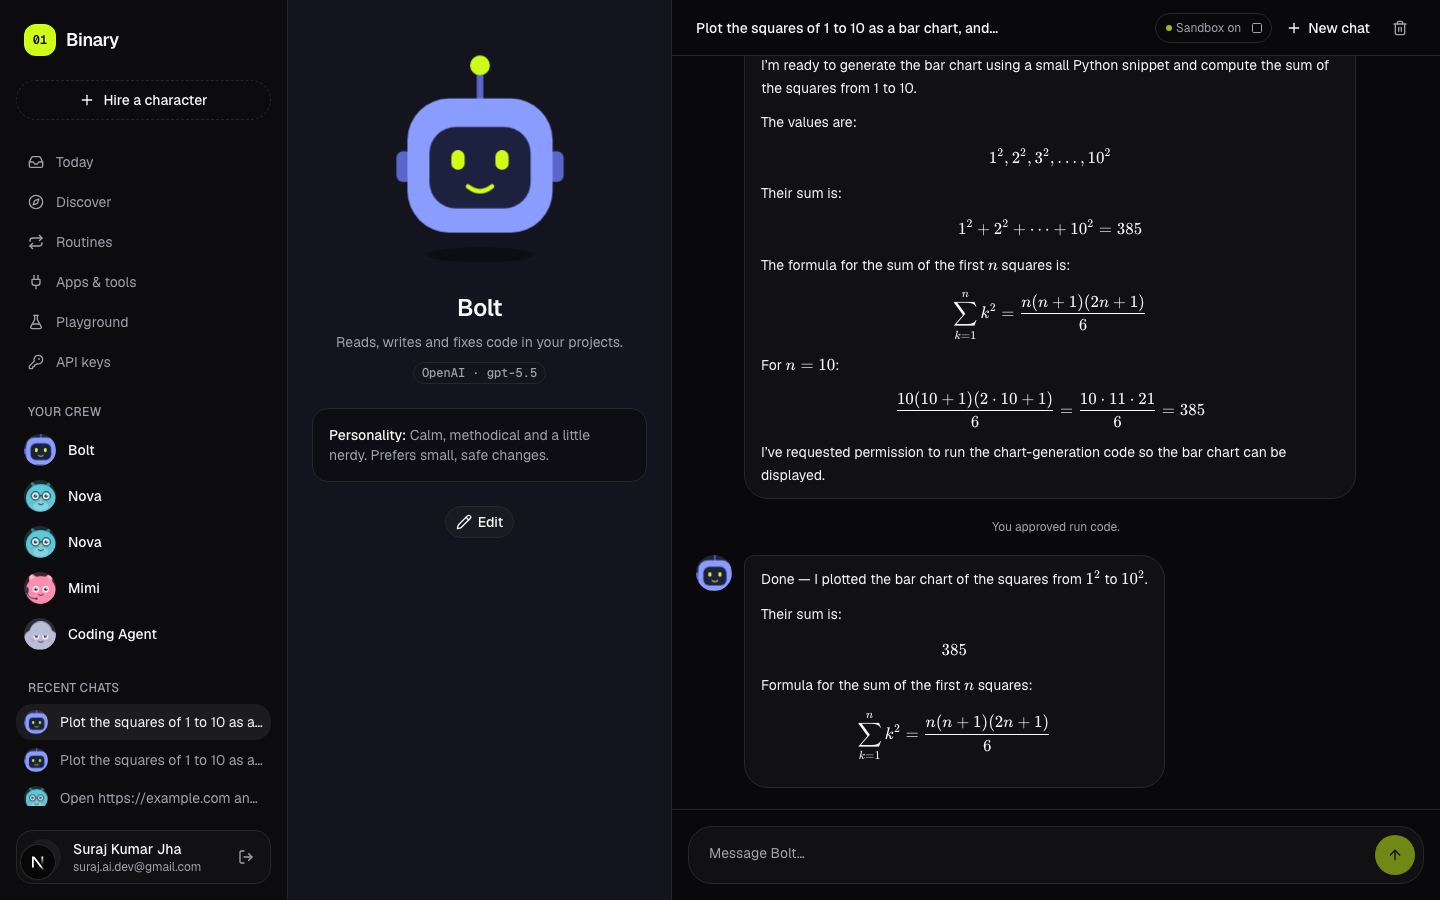 01 Binary
Hire a character
Today
Discover
Routines
Apps & tools
Playground
API keys
YOUR CREW
Bolt
Nova
Nova
Mimi
Coding Agent
RECENT CHATS
Plot the squares of 1 to 10 as a...
Plot the squares of 1 to 10 as a...
Open https://example.com an...
N
Suraj Kumar Jha
suraj.ai.dev@gmail.com
Bolt
Reads, writes and fixes code in your projects.
OpenAI · gpt-5.5
Personality: Calm, methodical and a little
nerdy. Prefers small, safe changes.
Edit
Plot the squares of 1 to 10 as a bar chart, and...
Sandbox on
New chat
I'm ready to generate the bar chart using a small Python snippet and compute the sum of
the squares from 1 to 10.
The values are:
1², 2², 3², . . . , 10²
Their sum is:
1² + 2² + · · · + 10² = 385
The formula for the sum of the first n squares is:
∑_{k=1}^{n} k² = n(n + 1)(2n + 1) / 6
For n = 10:
10(10 + 1)(2 · 10 + 1) / 6 = 10 · 11 · 21 / 6 = 385
I've requested permission to run the chart-generation code so the bar chart can be
displayed.
You approved run code.
Done — I plotted the bar chart of the squares from 1² to 10².
Their sum is:
385
Formula for the sum of the first n squares:
∑_{k=1}^{n} k² = n(n + 1)(2n + 1) / 6
Message Bolt...